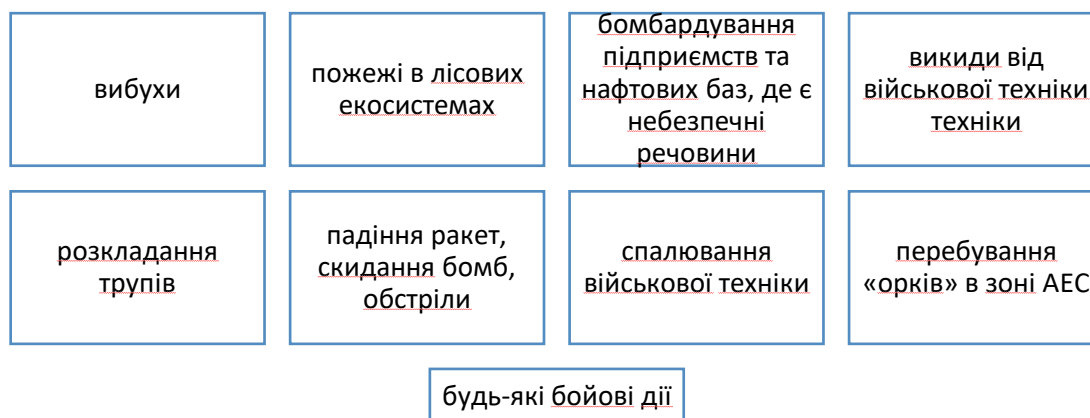 вибухи
пожежі в лісових
екосистемах
бомбардування
підприємств та
нафтових баз, де є
небезпечні
речовини
викиди від
військової техніки
техніки
розкладання
трупів
падіння ракет,
скидання бомб,
обстріли
спалювання
військової техніки
перебування
«орків» в зоні АЕС
будь-які бойові дії